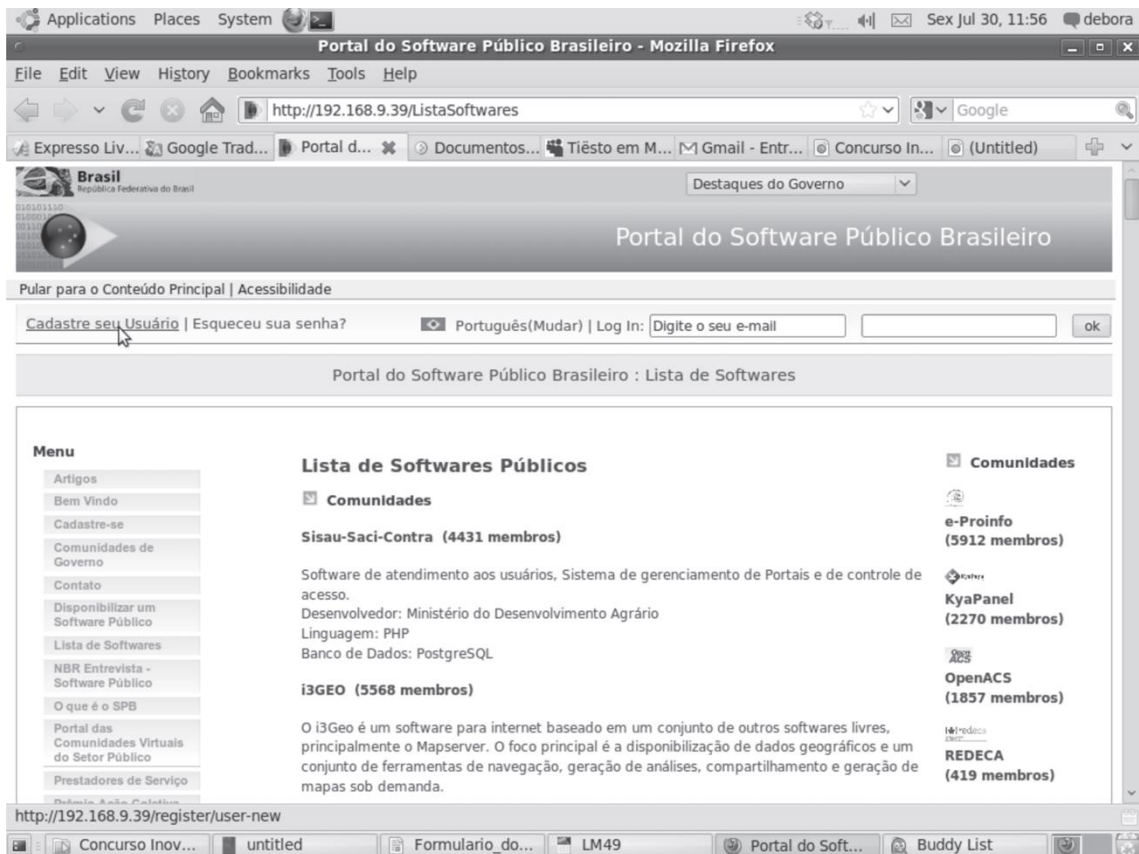 Applications Places System
Sex Jul 30, 11:56 debora
Portal do Software Público Brasileiro - Mozilla Firefox
File Edit View History Bookmarks Tools Help
http://192.168.9.39/ListaSoftwares
Google
Expresso Liv... Google Trad... Portal d... Documentos... Tiësto em M... Gmail - Entr... Concurso In... (Untitled)
Brasil
República Federativa do Brasil
Destaques do Governo
Portal do Software Público Brasileiro
Pular para o Conteúdo Principal | Acessibilidade
Cadastre seu Usuário | Esqueceu sua senha?
Português(Mudar) | Log In: Digite o seu e-mail
ok
Portal do Software Público Brasileiro : Lista de Softwares
Menu
Artigos
Bem Vindo
Cadastre-se
Comunidades de
Governo
Contato
Disponibilizar um
Software Público
Lista de Softwares
NBR Entrevista -
Software Público
O que é o SPB
Portal das
Comunidades Virtuais
do Setor Público
Prestadores de Serviço
Prêmio Ação Coletiva
Lista de Softwares Públicos
Comunidades
Sisau-Saci-Contra (4431 membros)
Software de atendimento aos usuários, Sistema de gerenciamento de Portais e de controle de
acesso.
Desenvolvedor: Ministério do Desenvolvimento Agrário
Linguagem: PHP
Banco de Dados: PostgreSQL
i3GEO (5568 membros)
O i3Geo é um software para internet baseado em um conjunto de outros softwares livres,
principalmente o Mapserver. O foco principal é a disponibilização de dados geográficos e um
conjunto de ferramentas de navegação, geração de análises, compartilhamento e geração de
mapas sob demanda.
Comunidades
e-Proinfo
(5912 membros)
KyaPanel
(2270 membros)
Open
ACS
OpenACS
(1857 membros)
redeca
REDECA
(419 membros)
http://192.168.9.39/register/user-new
Concurso Inov... untitled Formulario_do... LM49 Portal do Soft... Buddy List